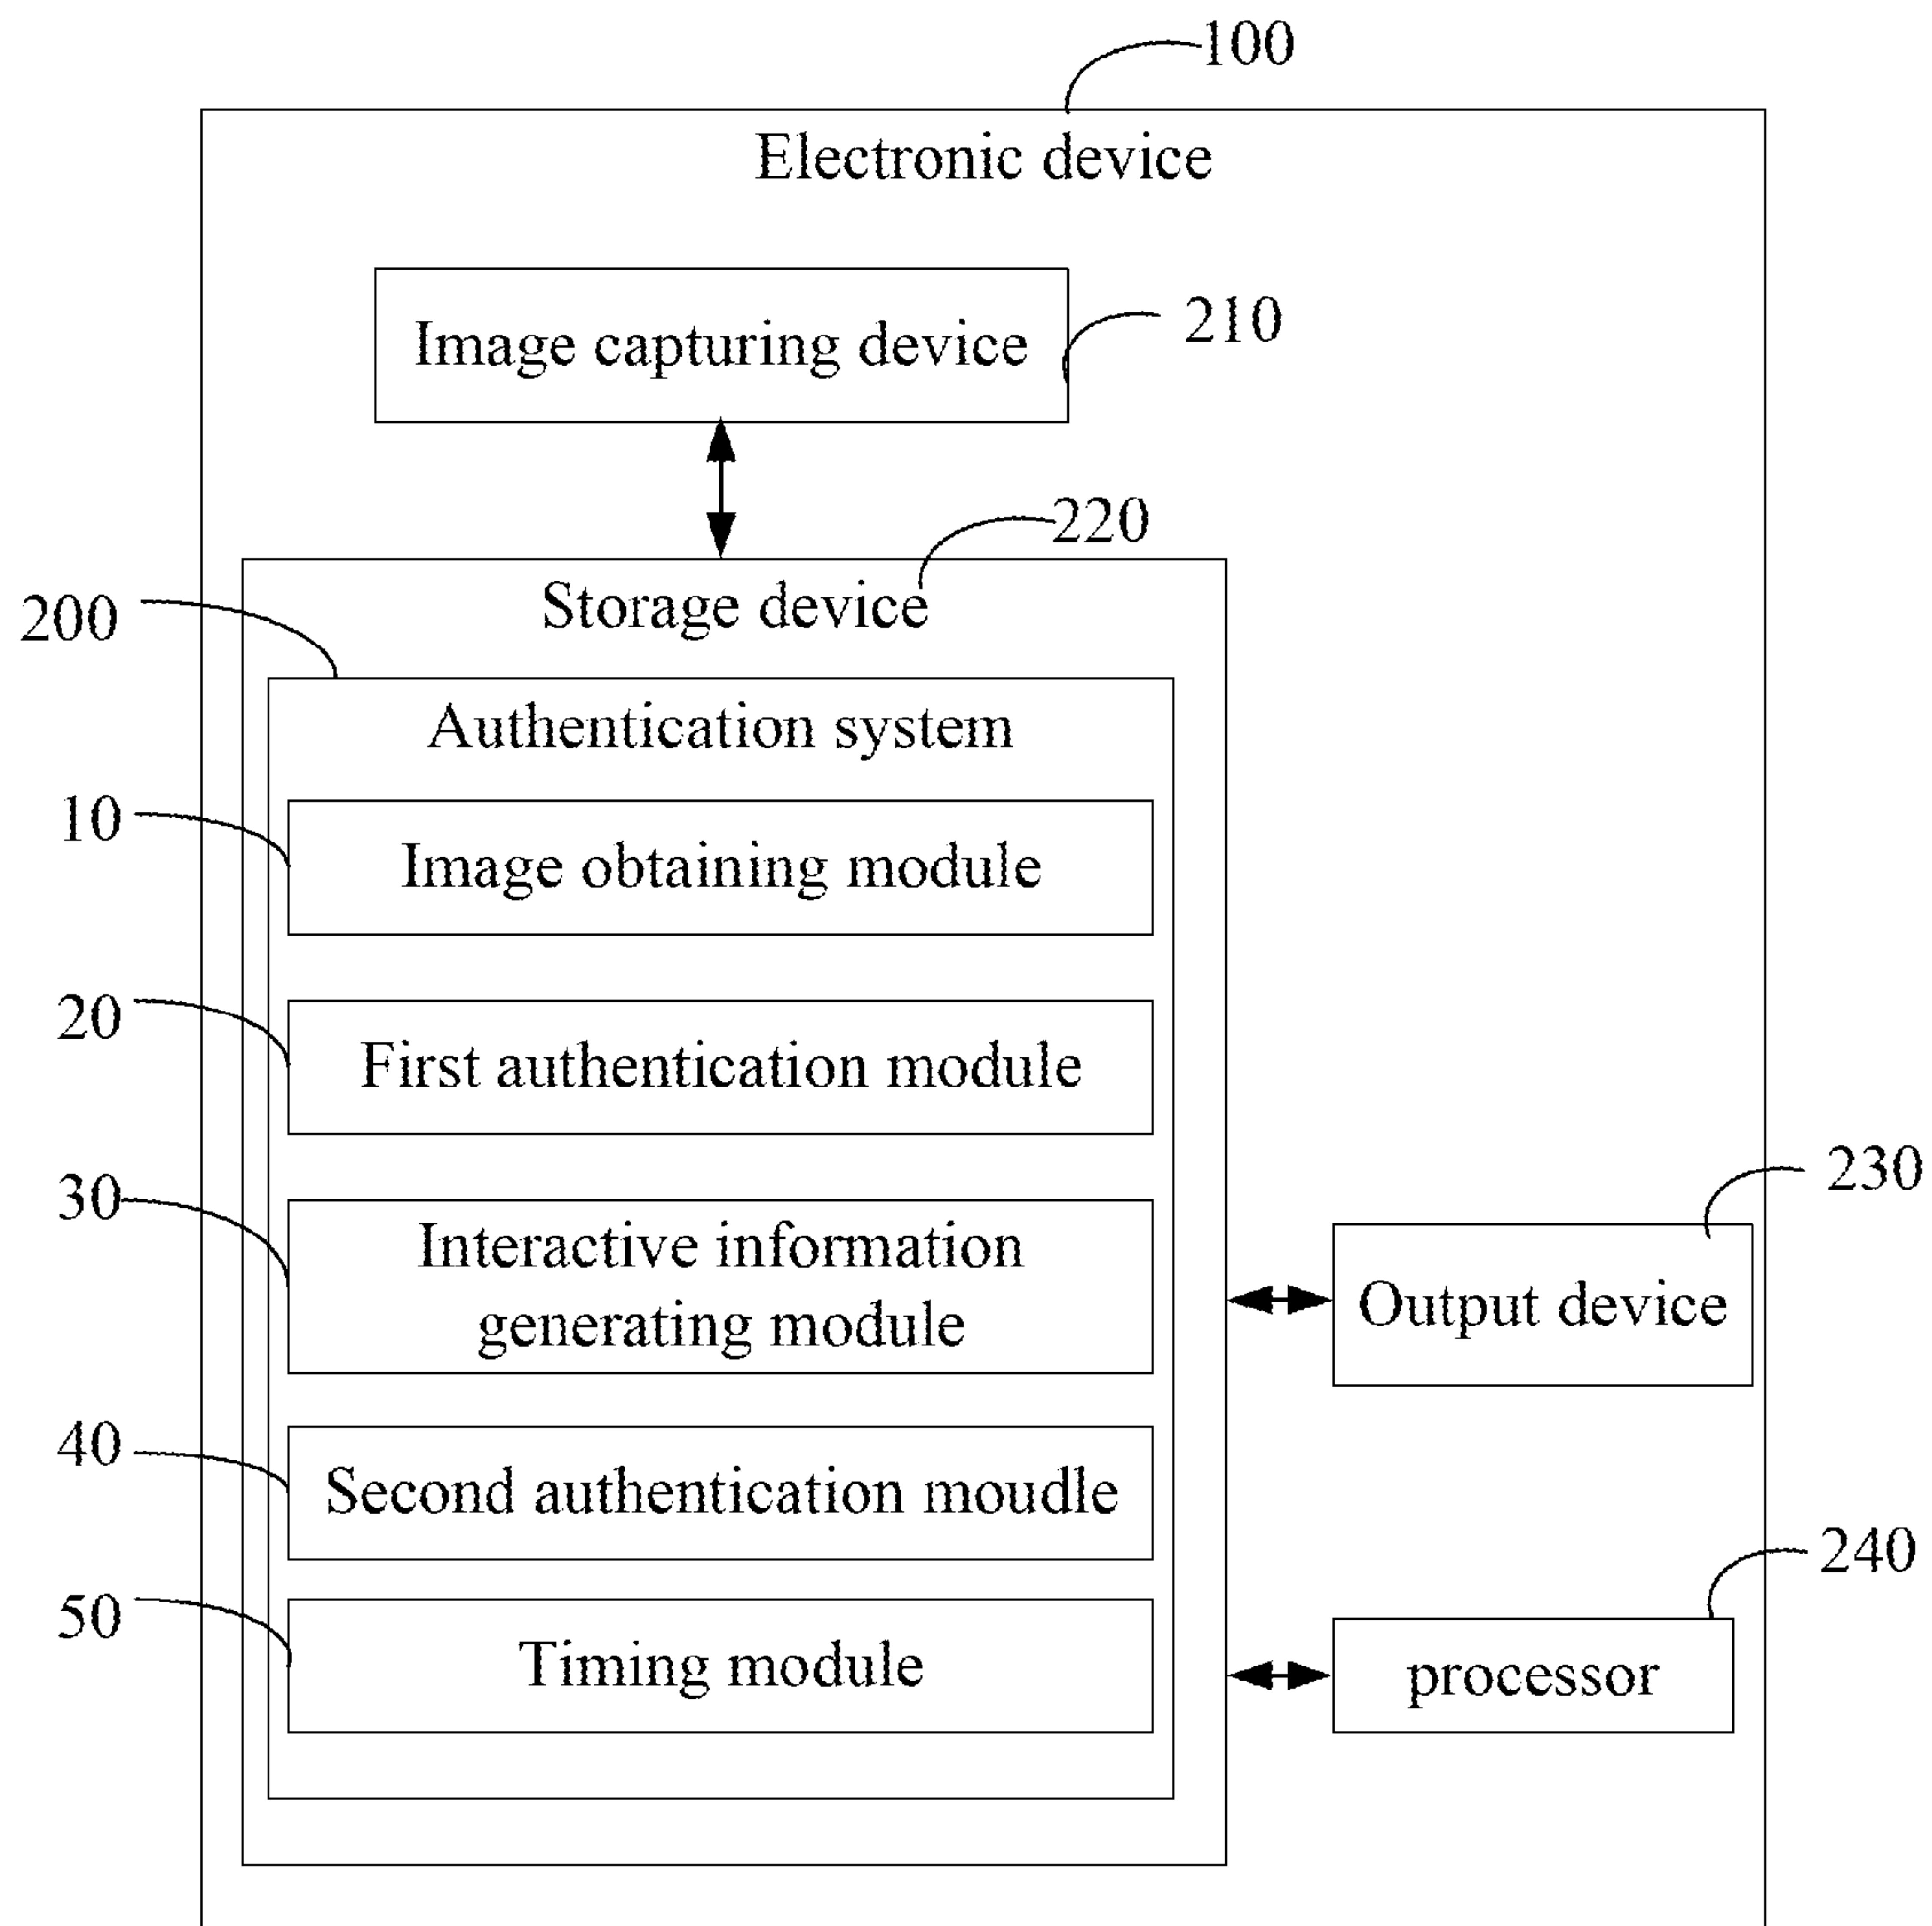 100
Electronic device
Image capturing device
210
220
Storage device
200
Authentication system
10
Image obtaining module
20
First authentication module
30
Interactive information
generating module
230
Output device
40
Second authentication moudle
240
50
Timing module
processor